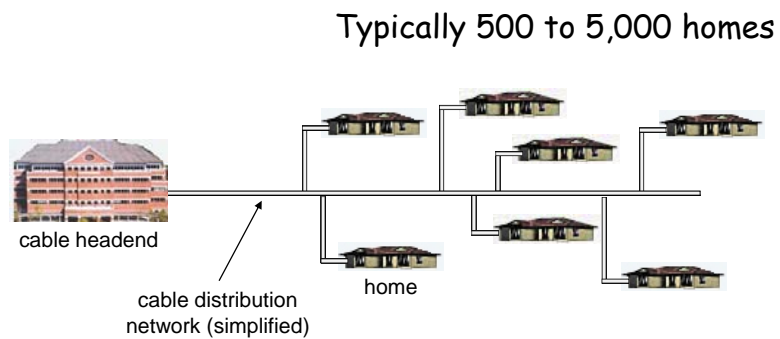 Typically 500 to 5,000 homes
cable headend
home
cable distribution
network (simplified)